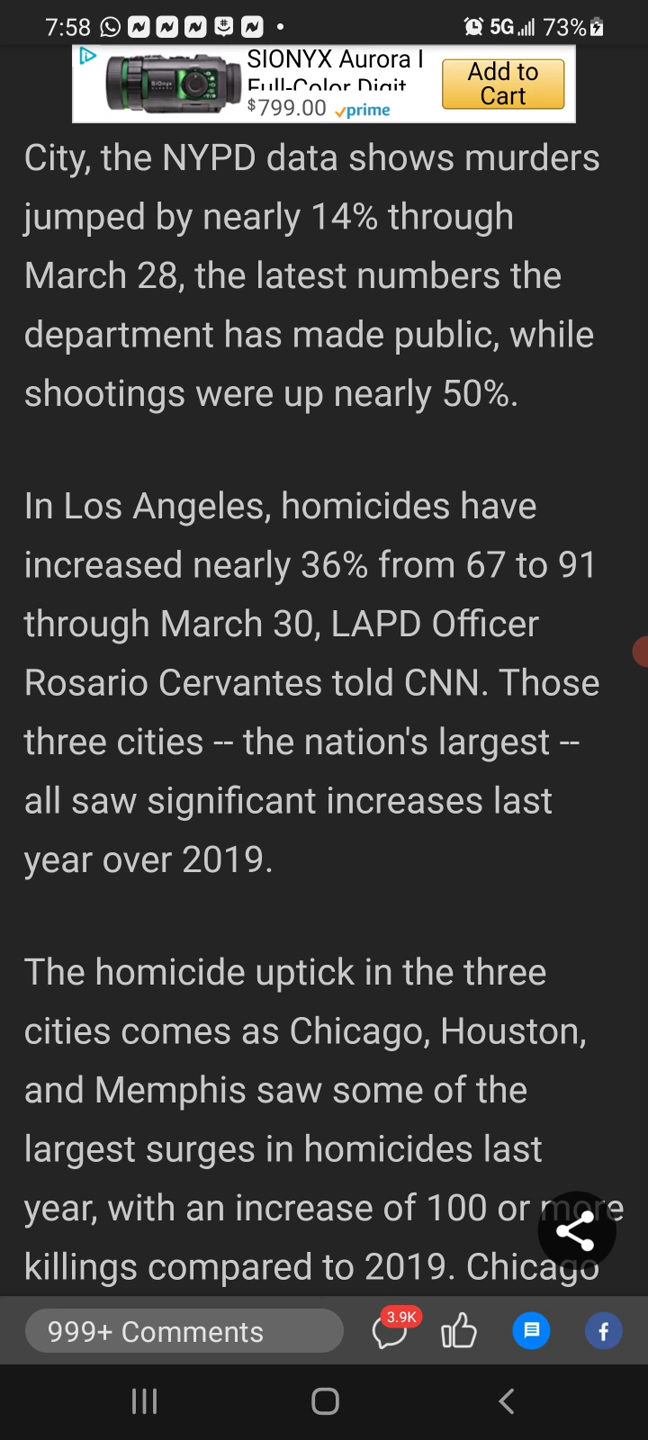 7:58 5G 73%
SIONYX Aurora I
Full-Color Digit
$799.00 prime
Add to
Cart
City, the NYPD data shows murders
jumped by nearly 14% through
March 28, the latest numbers the
department has made public, while
shootings were up nearly 50%.
In Los Angeles, homicides have
increased nearly 36% from 67 to 91
through March 30, LAPD Officer
Rosario Cervantes told CNN. Those
three cities -- the nation's largest --
all saw significant increases last
year over 2019.
The homicide uptick in the three
cities comes as Chicago, Houston,
and Memphis saw some of the
largest surges in homicides last
year, with an increase of 100 or more
killings compared to 2019. Chicago
999+ Comments
3.9K